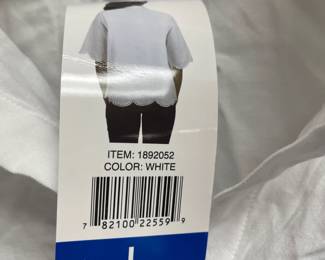 ITEM: 1892052
COLOR: WHITE
7 82100 22559 9
L